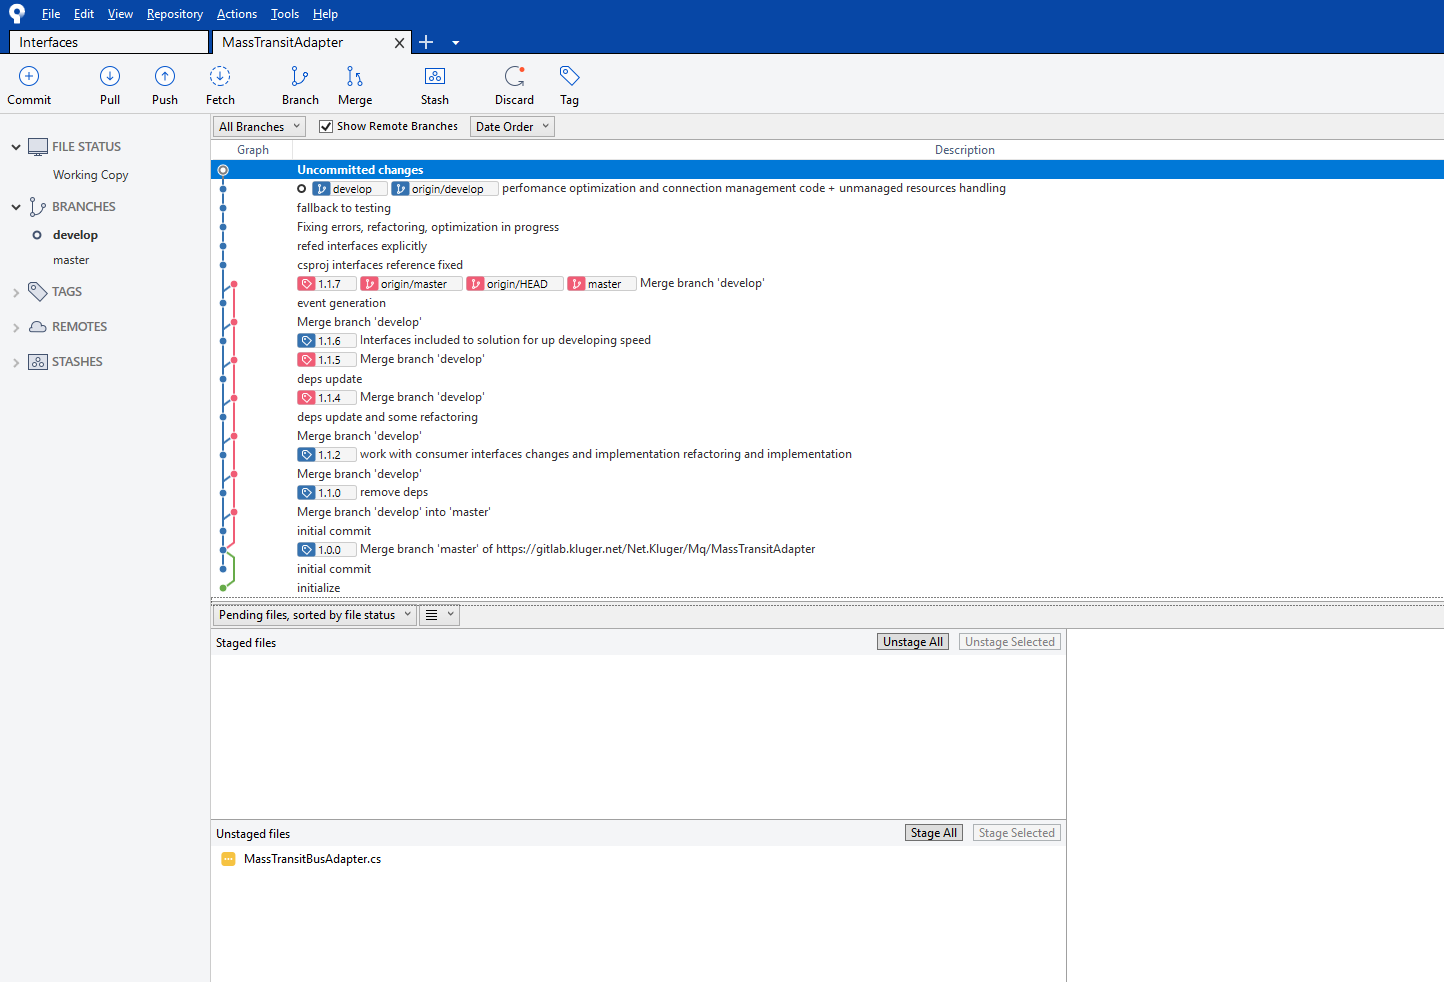 File Edit View Repository Actions Tools Help
Interfaces MassTransitAdapter
Commit Pull Push Fetch Branch Merge Stash Discard Tag
All Branches Show Remote Branches Date Order
FILE STATUS
Working Copy
BRANCHES
develop
master
TAGS
REMOTES
STASHES
Graph Description
Uncommitted changes
develop origin/develop perfomance optimization and connection management code + unmanaged resources handling
fallback to testing
Fixing errors, refactoring, optimization in progress
refed interfaces explicitly
csproj interfaces reference fixed
1.1.7 origin/master origin/HEAD master Merge branch 'develop'
event generation
Merge branch 'develop'
1.1.6 Interfaces included to solution for up developing speed
1.1.5 Merge branch 'develop'
deps update
1.1.4 Merge branch 'develop'
deps update and some refactoring
Merge branch 'develop'
1.1.2 work with consumer interfaces changes and implementation refactoring and implementation
Merge branch 'develop'
1.1.0 remove deps
Merge branch 'develop' into 'master'
initial commit
1.0.0 Merge branch 'master' of https://gitlab.kluger.net/Net.Kluger/Mq/MassTransitAdapter
initial commit
initialize
Pending files, sorted by file status
Staged files Unstage All Unstage Selected
Unstaged files Stage All Stage Selected
MassTransitBusAdapter.cs